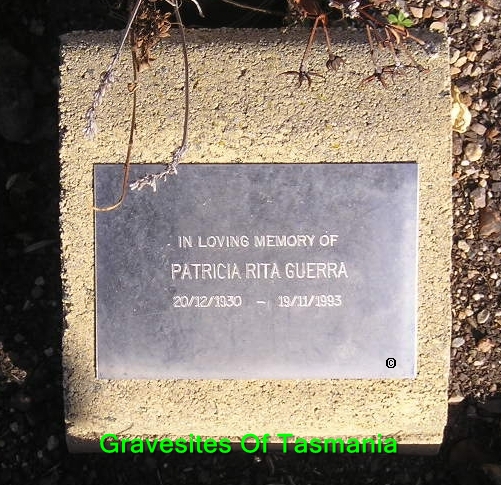 IN LOVING MEMORY OF
PATRICIA RITA GUERRA
20/12/1930 – 19/11/1993
©
Gravesites Of Tasmania